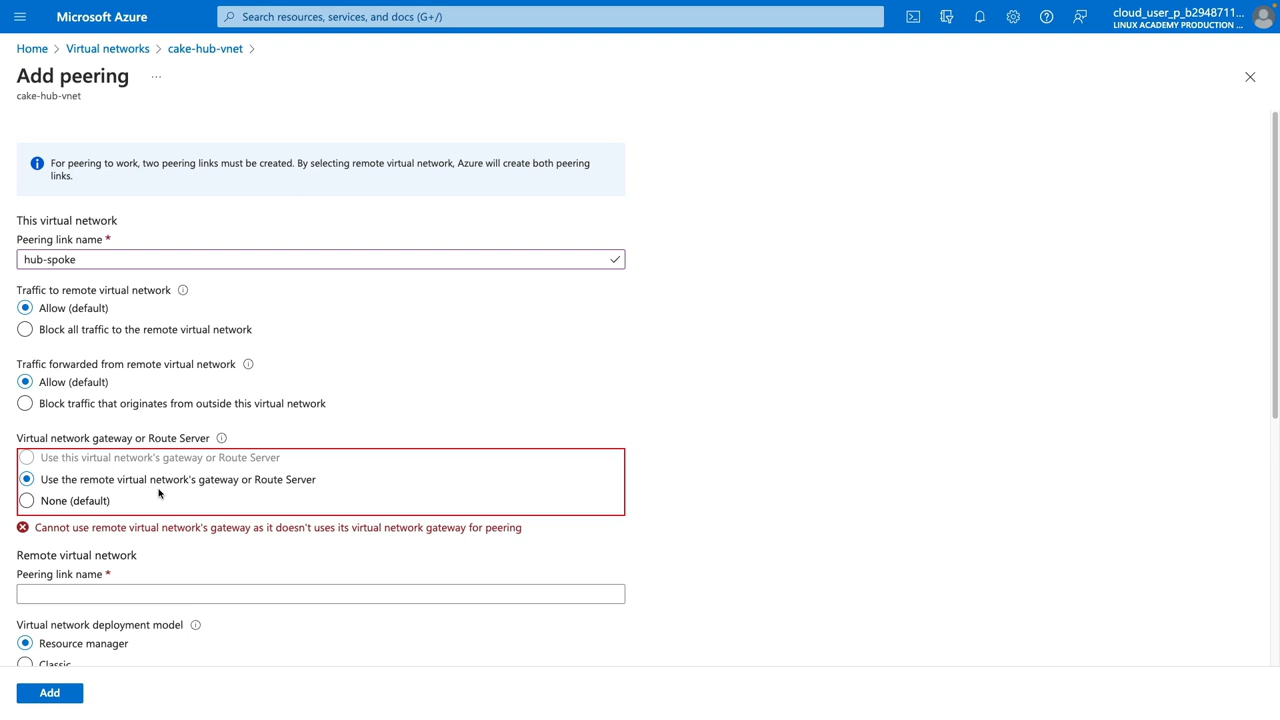 Microsoft Azure
Search resources, services, and docs (G+/)
cloud_user_p_b2948711...
LINUX ACADEMY PRODUCTION ...
Home > Virtual networks > cake-hub-vnet >
Add peering ...
cake-hub-vnet
For peering to work, two peering links must be created. By selecting remote virtual network, Azure will create both peering
links.
This virtual network
Peering link name *
hub-spoke
Traffic to remote virtual network
Allow (default)
Block all traffic to the remote virtual network
Traffic forwarded from remote virtual network
Allow (default)
Block traffic that originates from outside this virtual network
Virtual network gateway or Route Server
Use this virtual network's gateway or Route Server
Use the remote virtual network's gateway or Route Server
None (default)
Cannot use remote virtual network's gateway as it doesn't uses its virtual network gateway for peering
Remote virtual network
Peering link name *
Virtual network deployment model
Resource manager
Classic
Add